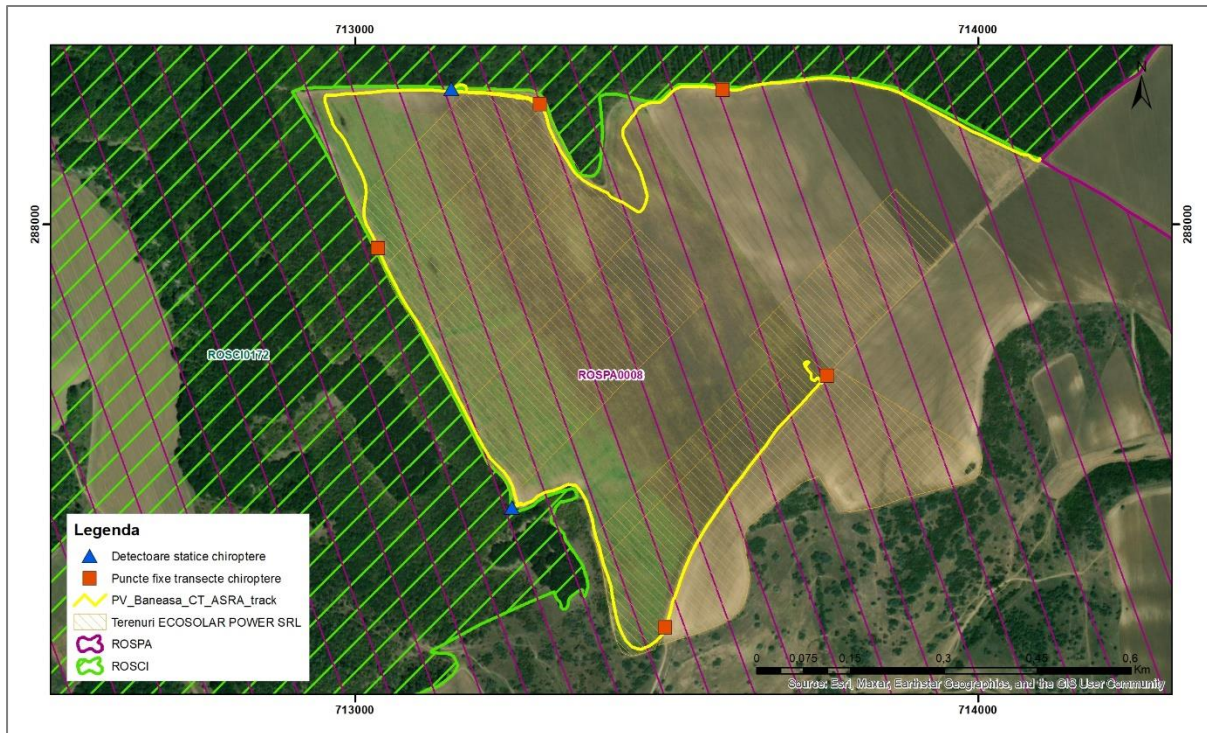 713000
714000
N
288000
288000
ROSCI0172
ROSPA0008
Legenda
Detectoare statice chiroptere
Puncte fixe transecte chiroptere
PV_Baneasa_CT_ASRA_track
Terenuri ECOSOLAR POWER SRL
ROSPA
ROSCI
0 0,075 0,15 0,3 0,45 0,6
Km
Source: Esri, Maxar, Earthstar Geographics, and the GIS User Community
713000
714000